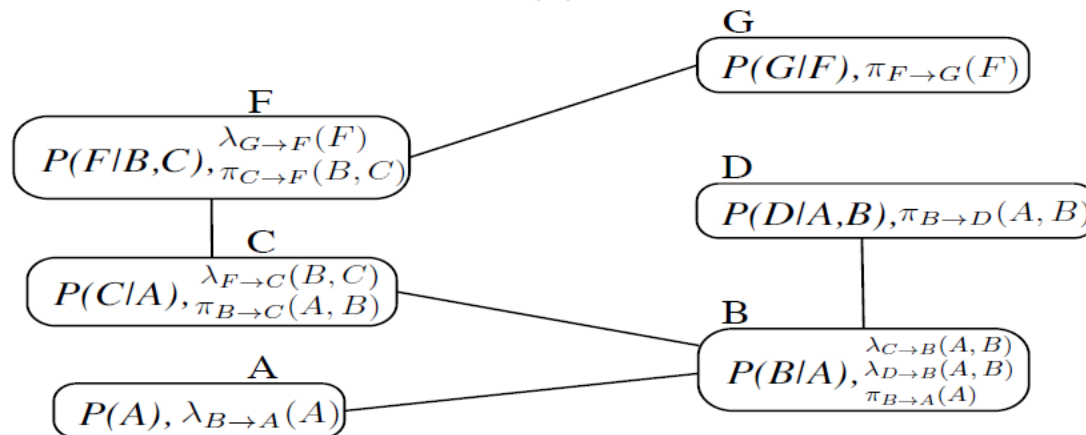 G
P(G/F), π_{F→G}(F)
F
P(F/B,C), λ_{G→F}(F)
π_{C→F}(B, C)
D
P(D/A,B), π_{B→D}(A, B)
C
P(C/A), λ_{F→C}(B, C)
π_{B→C}(A, B)
B
P(B/A), λ_{C→B}(A, B)
λ_{D→B}(A, B)
π_{B→A}(A)
A
P(A), λ_{B→A}(A)